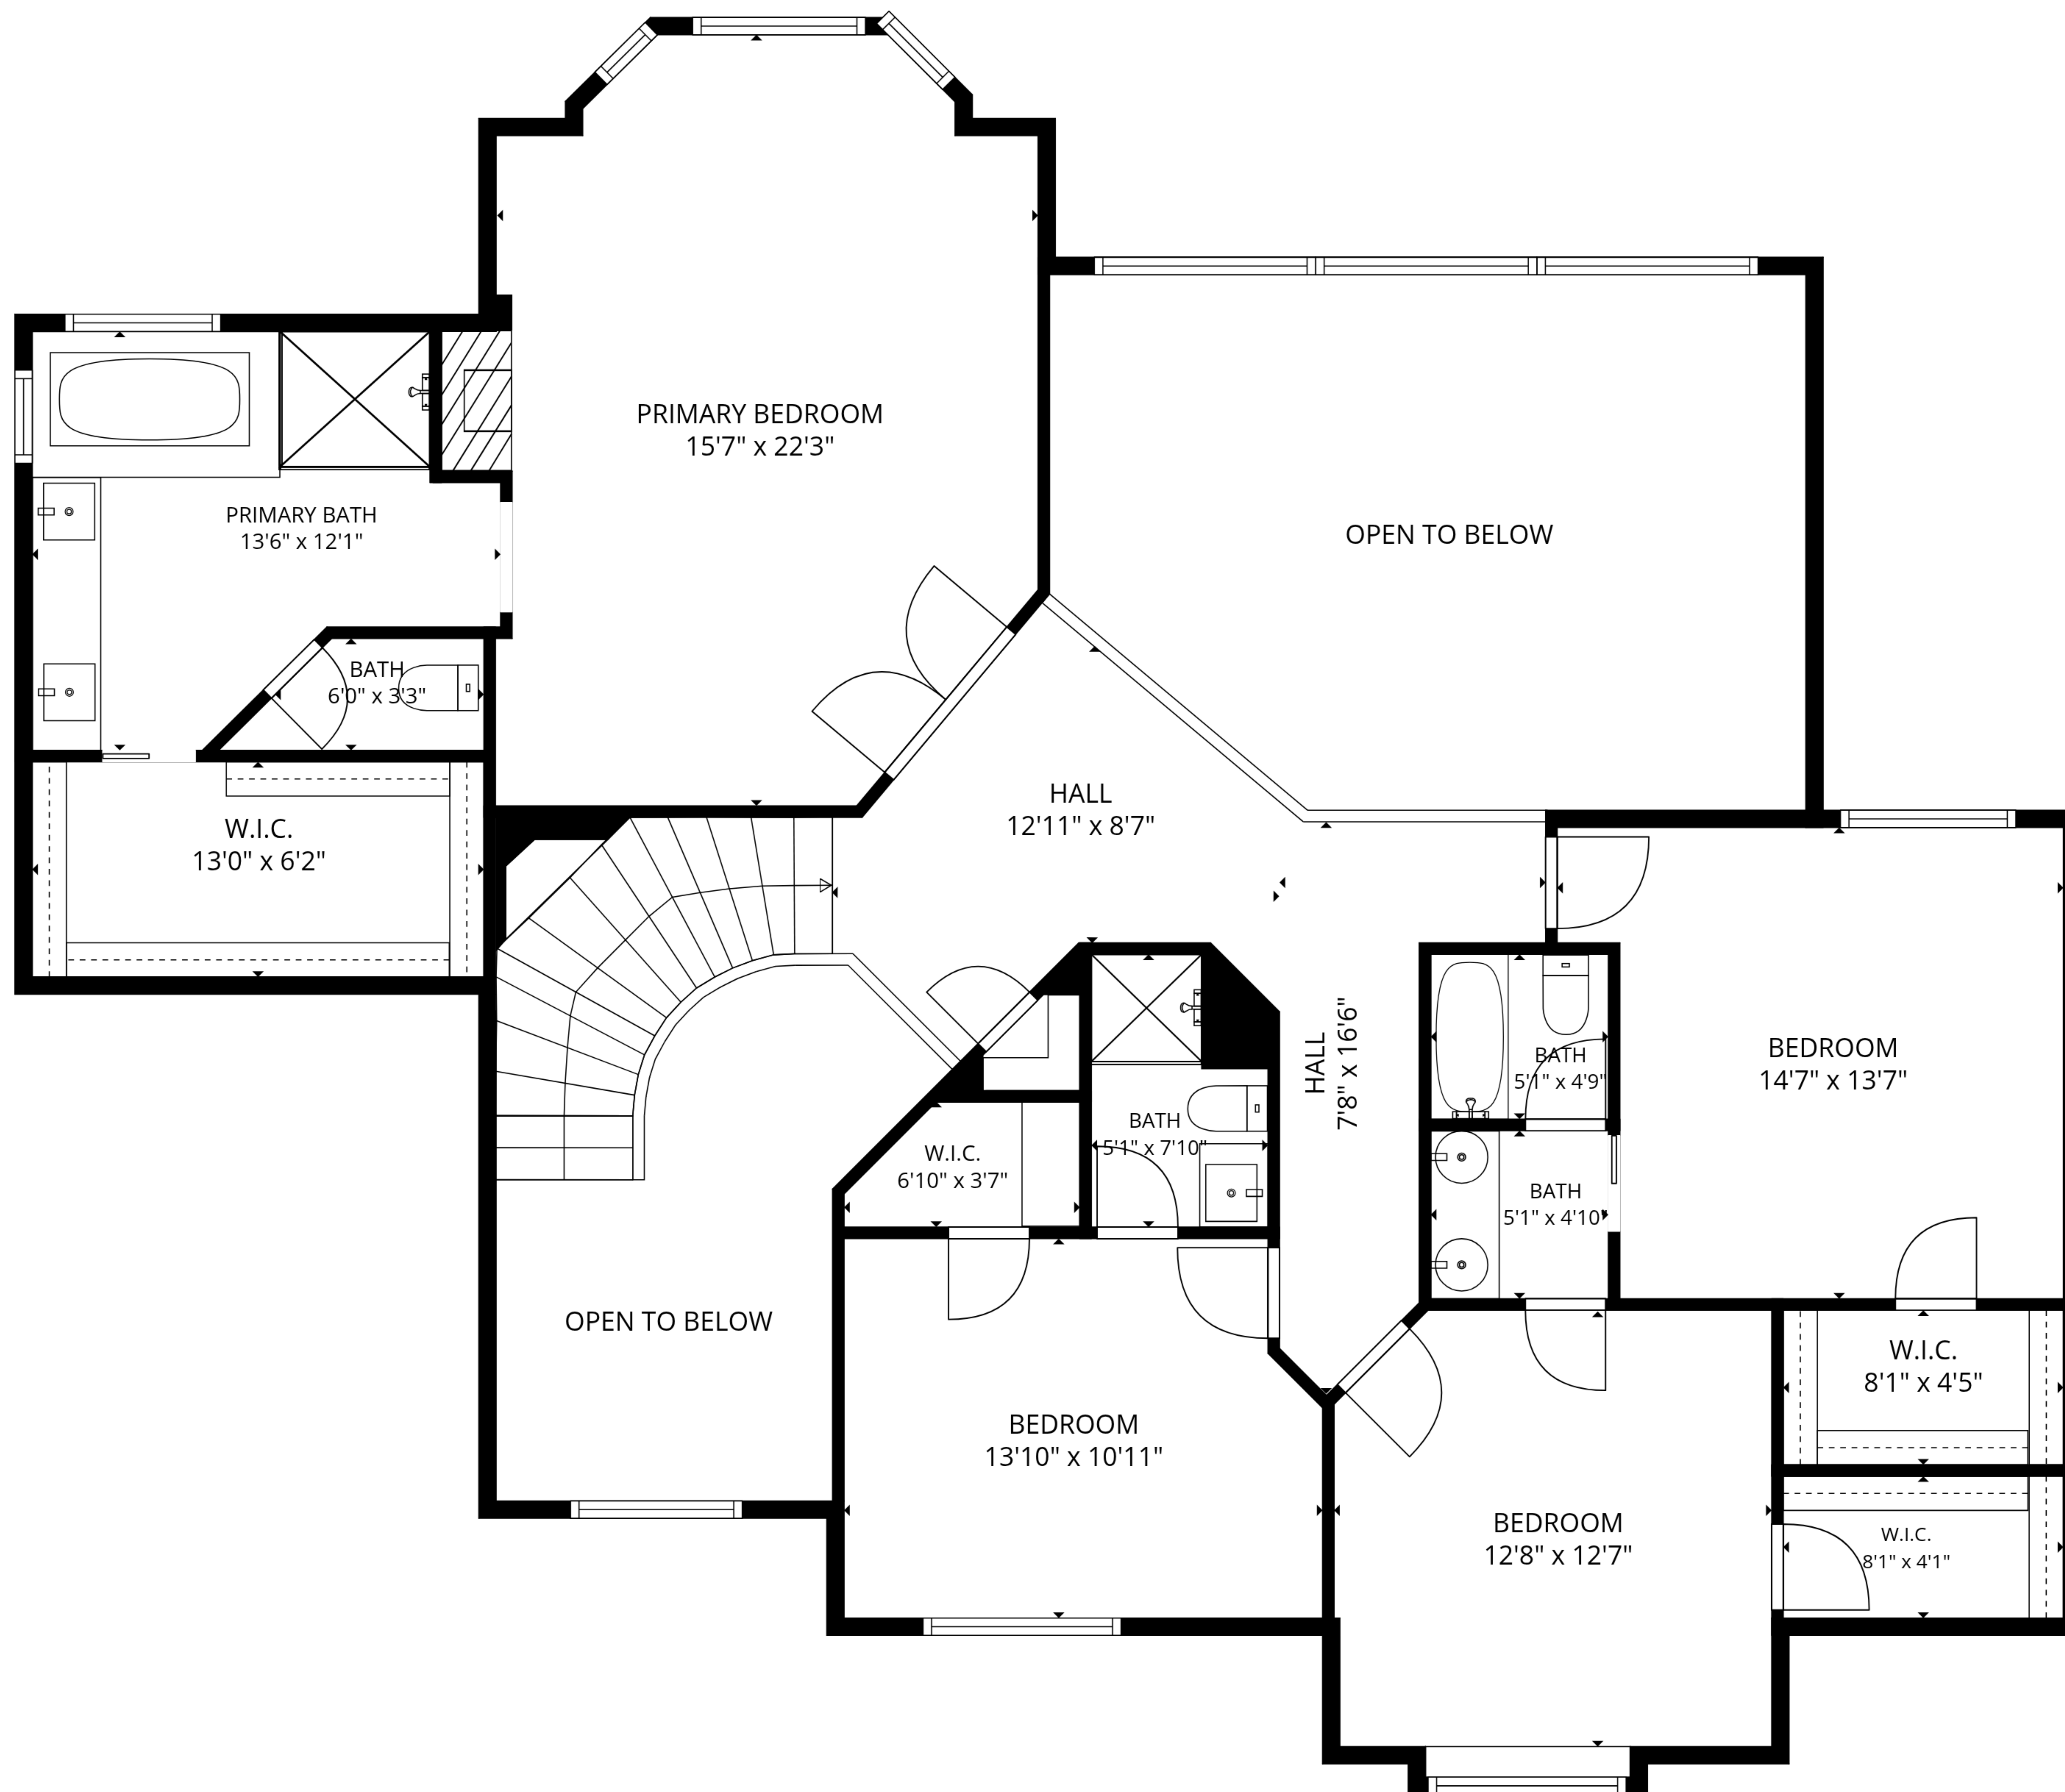 PRIMARY BEDROOM
15'7" x 22'3"
PRIMARY BATH
13'6" x 12'1"
OPEN TO BELOW
BATH
6'0" x 3'3"
HALL
12'11" x 8'7"
W.I.C.
13'0" x 6'2"
HALL
7'8" x 16'6"
BATH
5'1" x 4'9"
BEDROOM
14'7" x 13'7"
W.I.C.
6'10" x 3'7"
BATH
5'1" x 7'10"
BATH
5'1" x 4'10"
OPEN TO BELOW
BEDROOM
13'10" x 10'11"
W.I.C.
8'1" x 4'5"
BEDROOM
12'8" x 12'7"
W.I.C.
8'1" x 4'1"